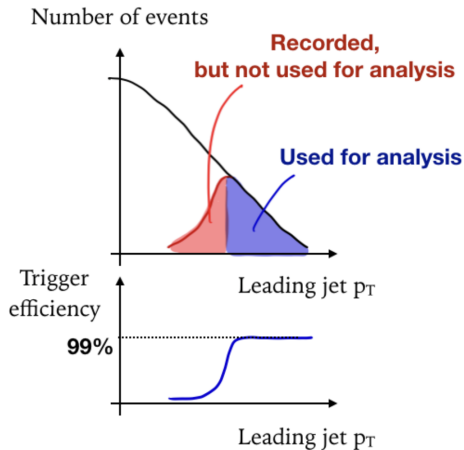 Number of events
Recorded,
but not used for analysis
Used for analysis
Leading jet pT
Trigger
efficiency
99%
Leading jet pT